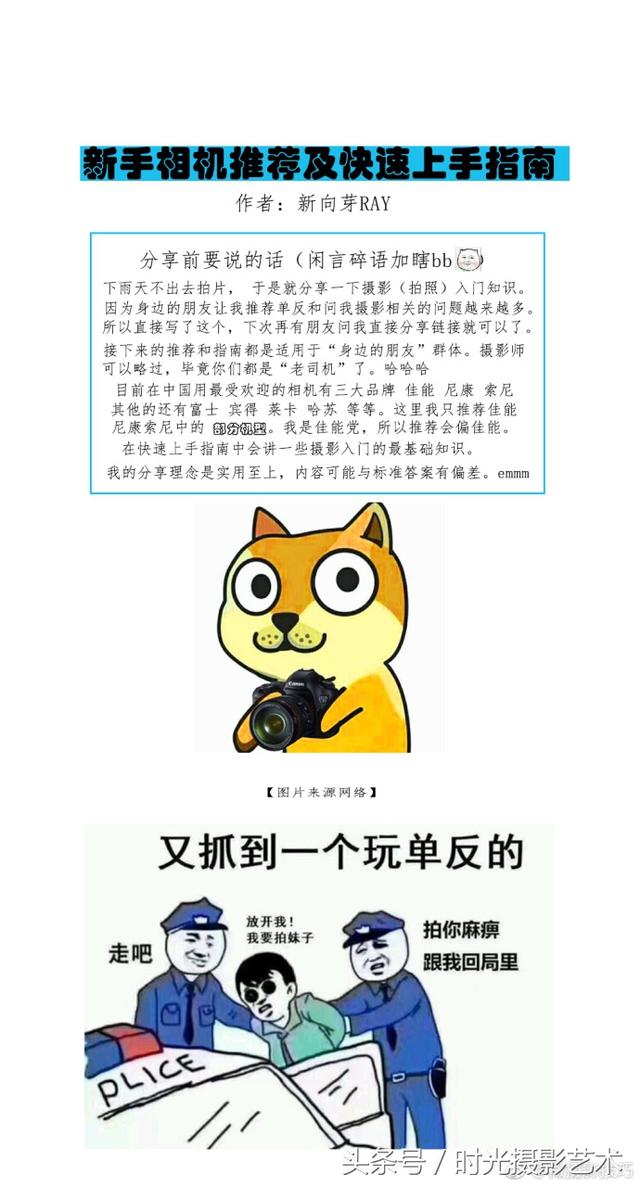 新手相机推荐及快速上手指南
作者：新向芽RAY
分享前要说的话（闲言碎语加瞎bb）
下雨天不出去拍片， 于是就分享一下摄影（拍照）入门知识。
因为身边的朋友让我推荐单反和问我摄影相关的问题越来越多。
所以直接写了这个，下次再有朋友问我直接分享链接就可以了。
接下来的推荐和指南都是适用于“身边的朋友”群体。摄影师
可以略过，毕竟你们都是“老司机”了。哈哈哈
目前在中国用最受欢迎的相机有三大品牌 佳能 尼康 索尼
其他的还有富士 宾得 莱卡 哈苏 等等。这里我只推荐佳能
尼康索尼中的 部分机型。我是佳能党，所以推荐会偏佳能。
在快速上手指南中会讲一些摄影入门的最基础知识。
我的分享理念是实用至上，内容可能与标准答案有偏差。emmm
Canon
【图片来源网络】
又抓到一个玩单反的
放开我！
我要拍妹子
走吧
拍你麻痹
跟我回局里
PLICE
头条号 / 时光摄影艺术